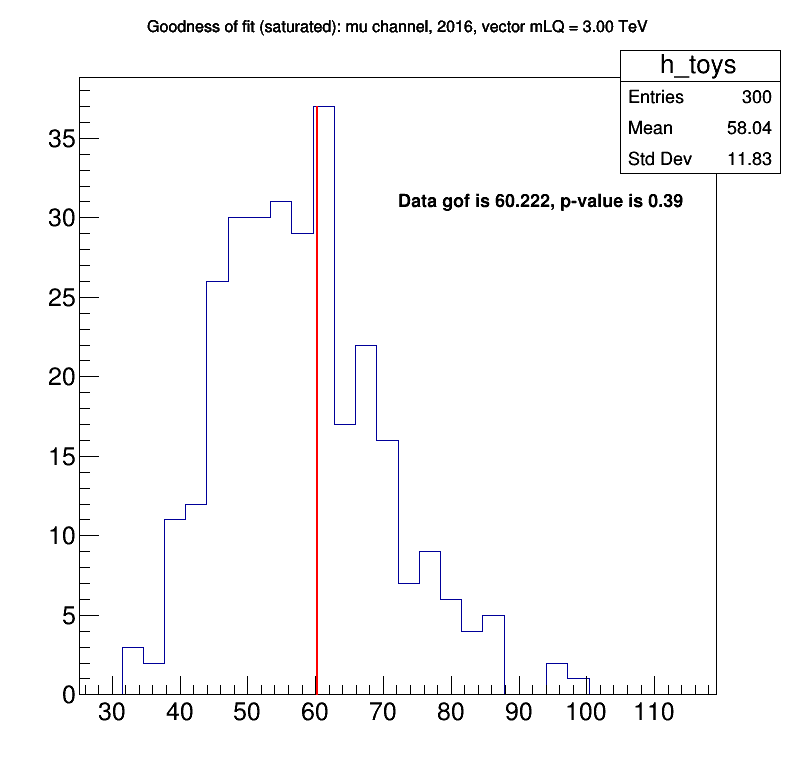 Goodness of fit (saturated): mu channel, 2016, vector mLQ = 3.00 TeV
h_toys
Entries 300
Mean 58.04
Std Dev 11.83
Data gof is 60.222, p-value is 0.39
35
30
25
20
15
10
5
0
30 40 50 60 70 80 90 100 110